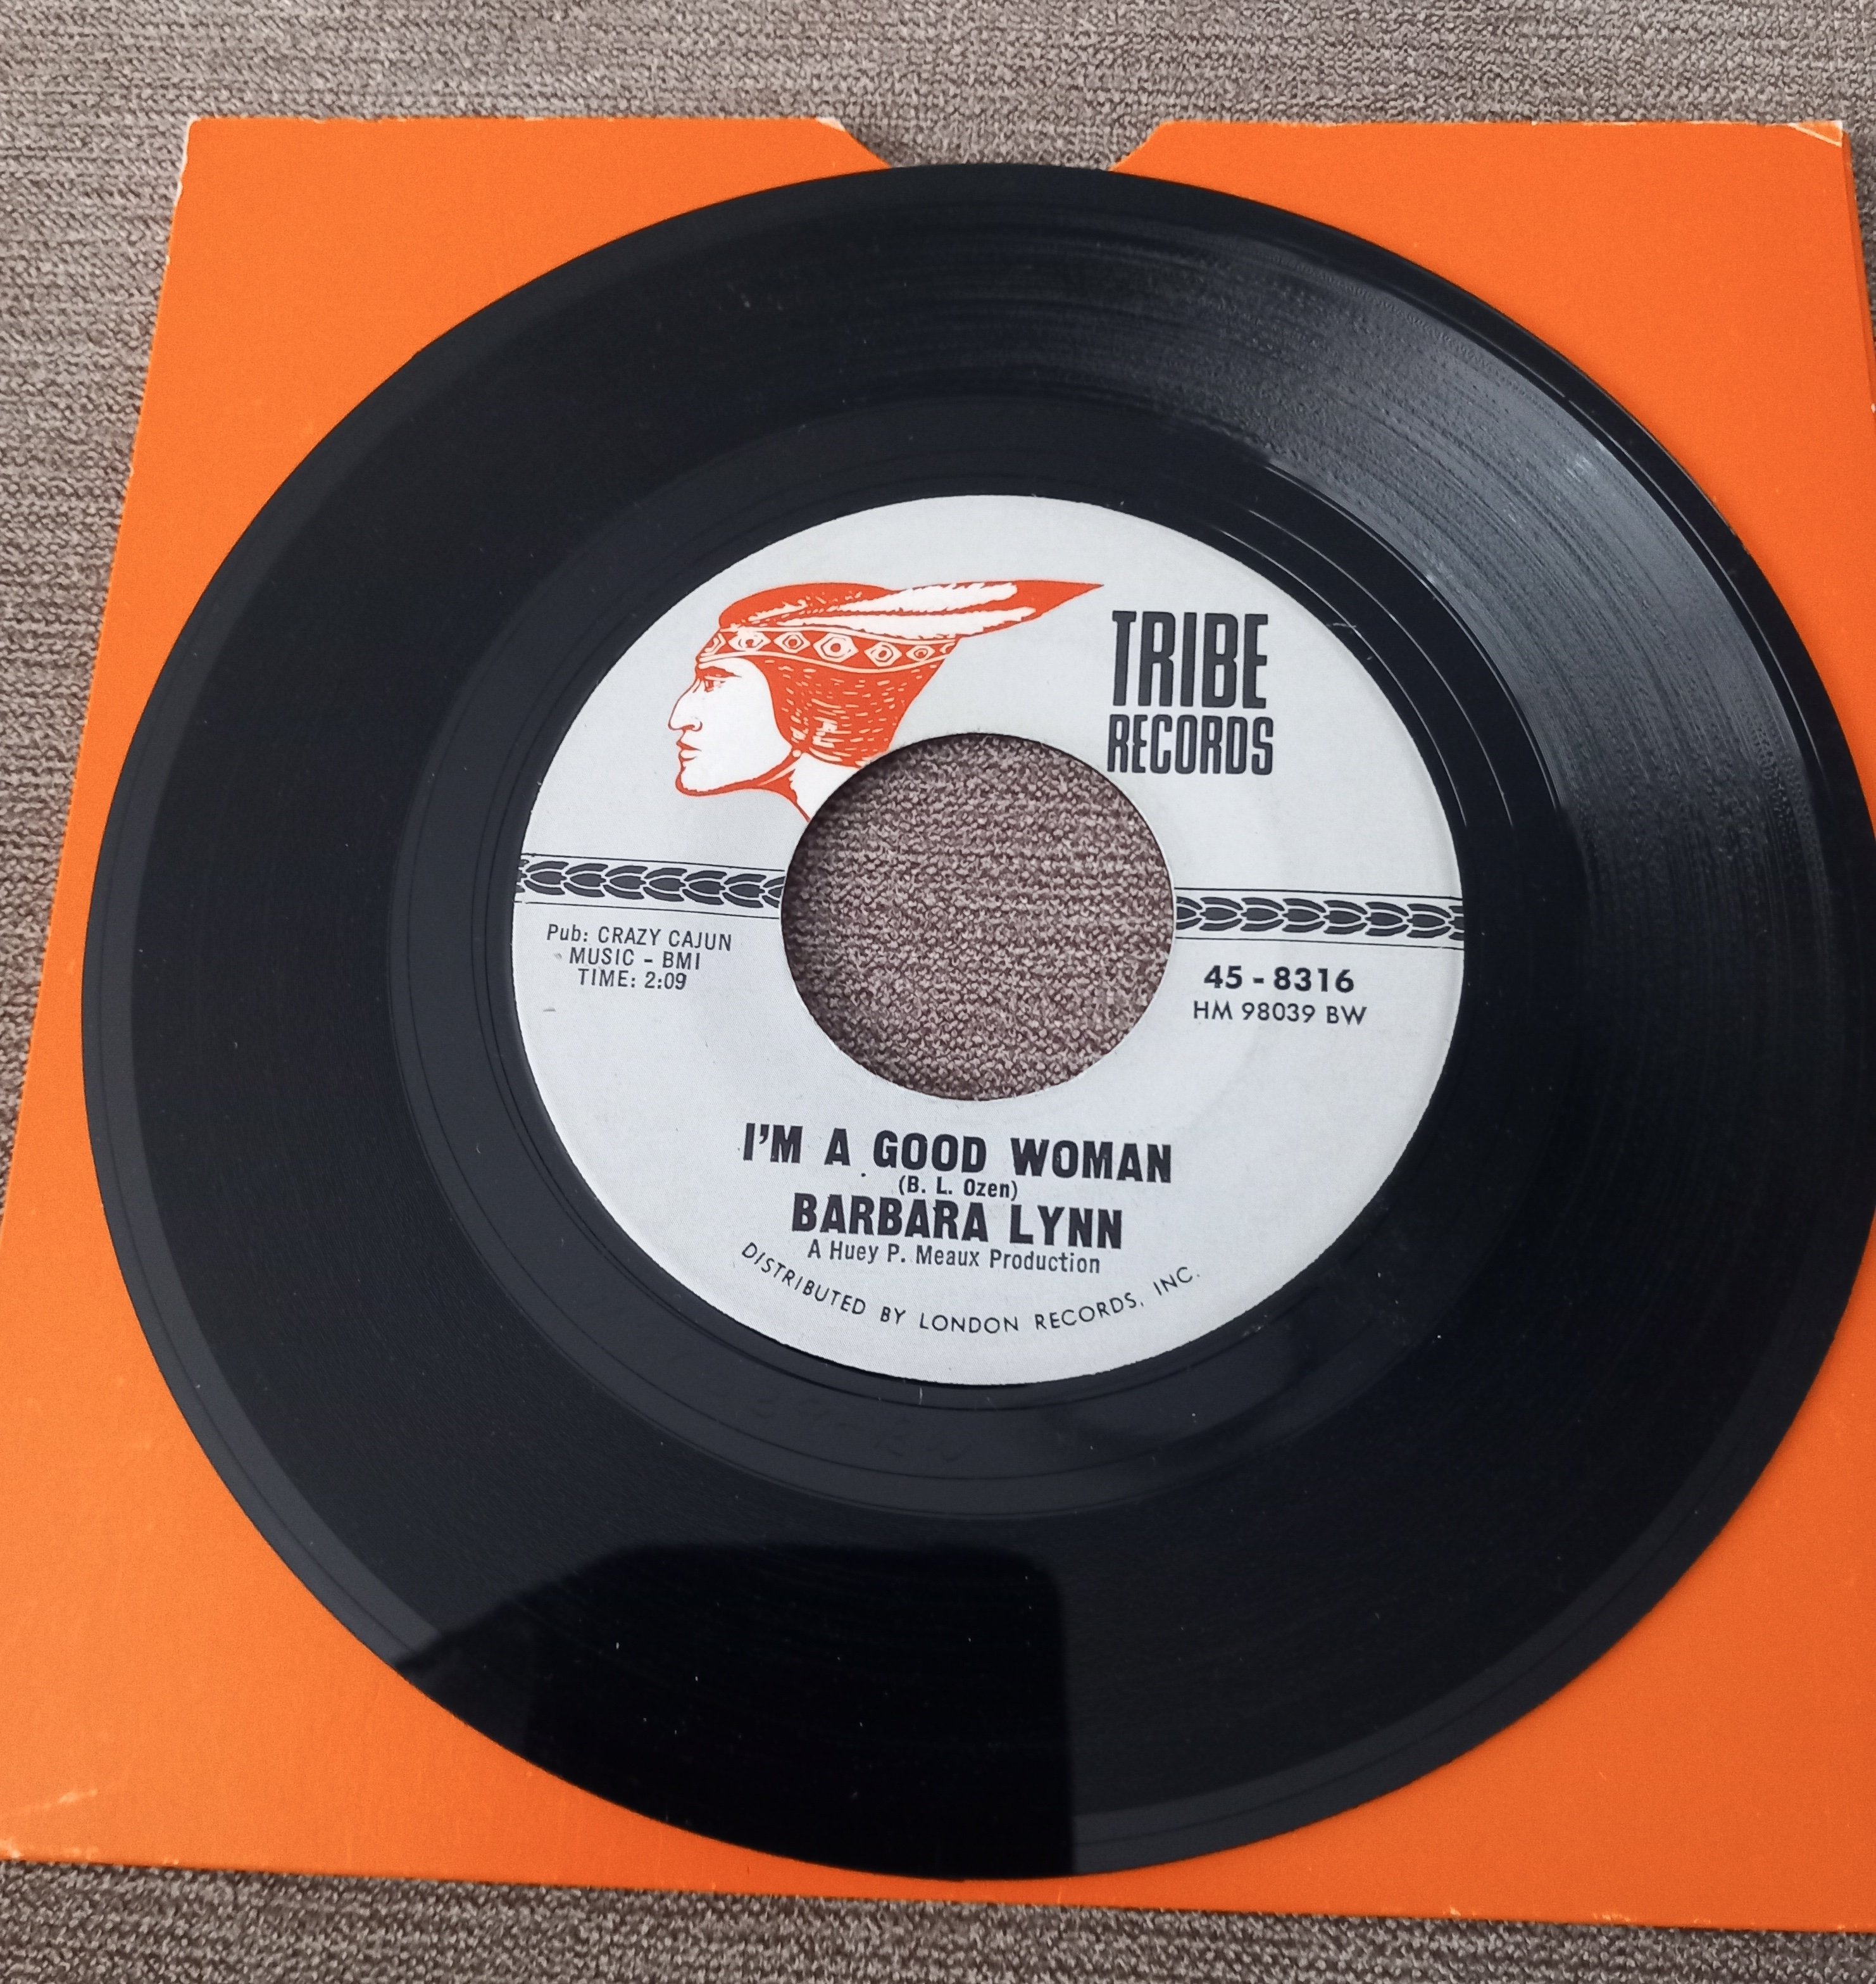 TRIBE
RECORDS
Pub: CRAZY CAJUN
MUSIC - BMI
TIME: 2:09
45 - 8316
HM 98039 BW
I'M A GOOD WOMAN
(B. L. Ozen)
BARBARA LYNN
A Huey P. Meaux Production
DISTRIBUTED BY LONDON RECORDS, INC.